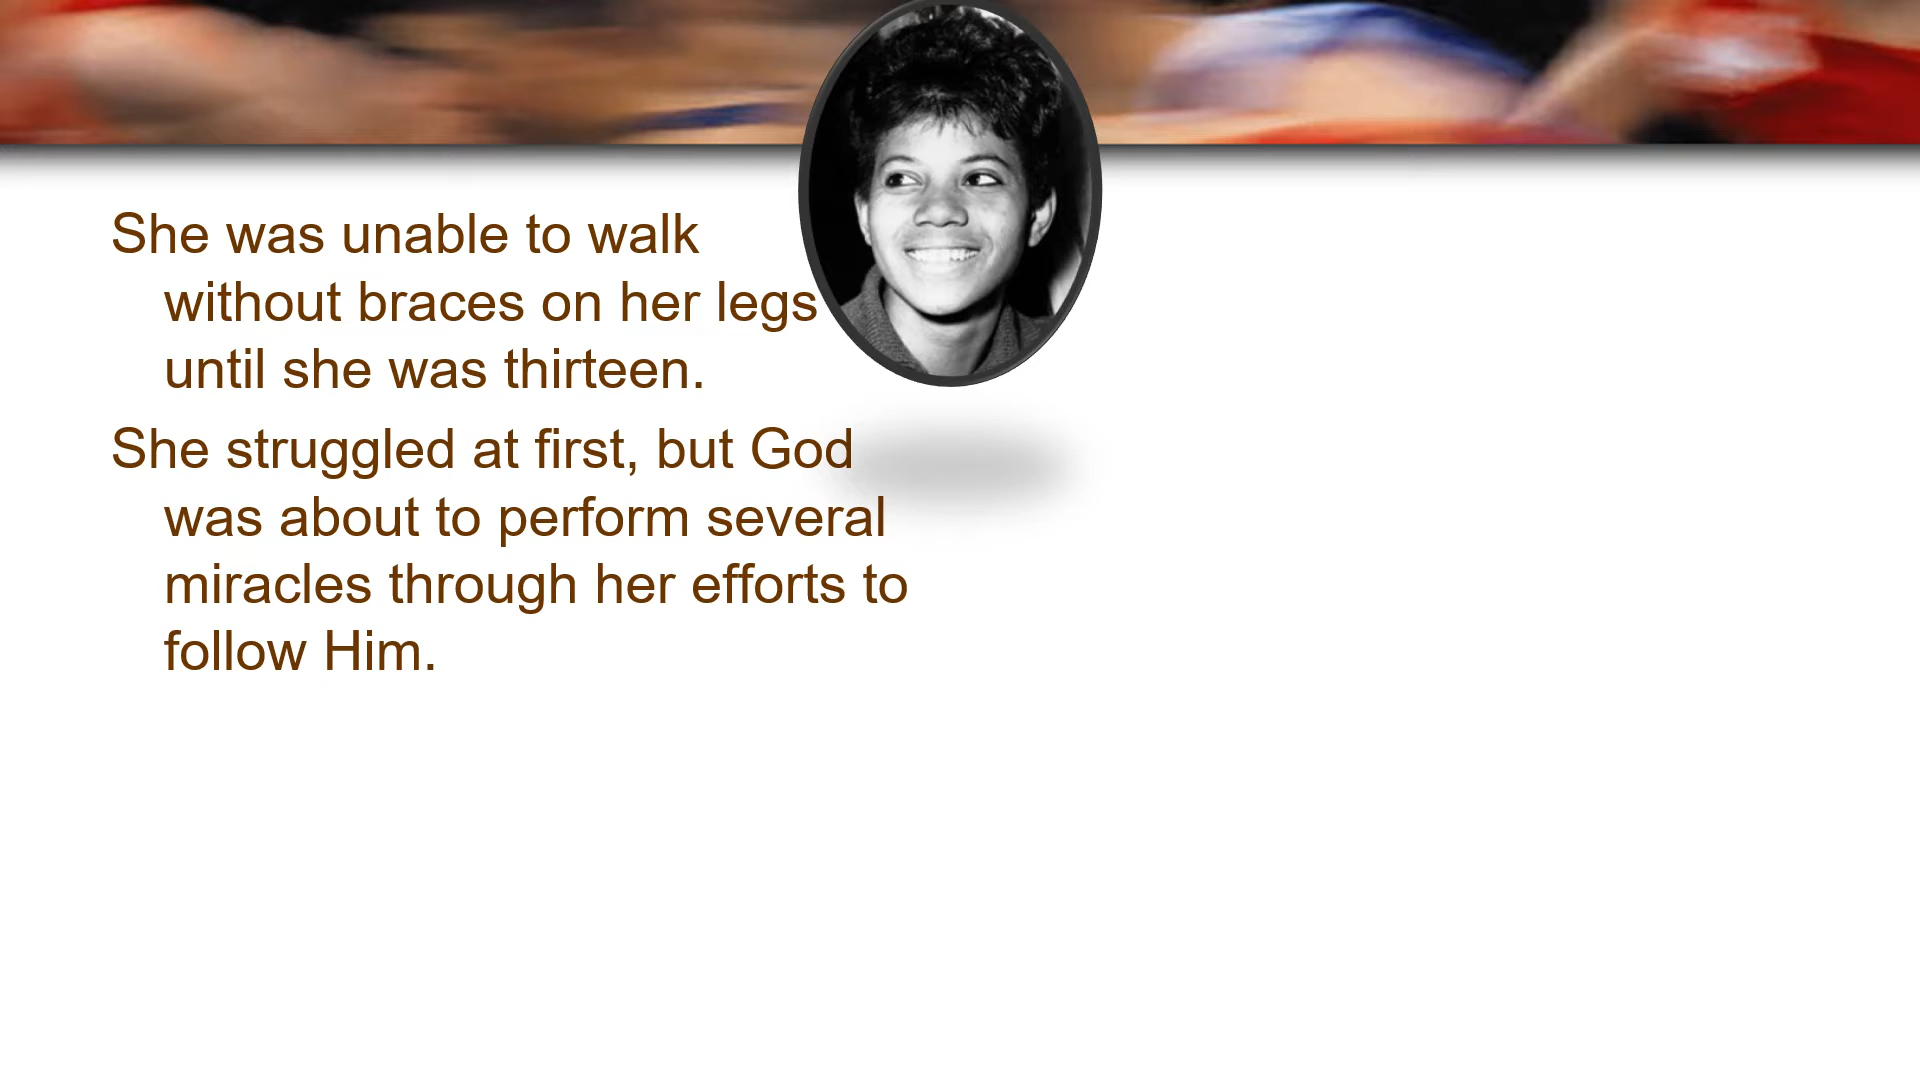 She was unable to walk
without braces on her legs
until she was thirteen.
She struggled at first, but God
was about to perform several
miracles through her efforts to
follow Him.